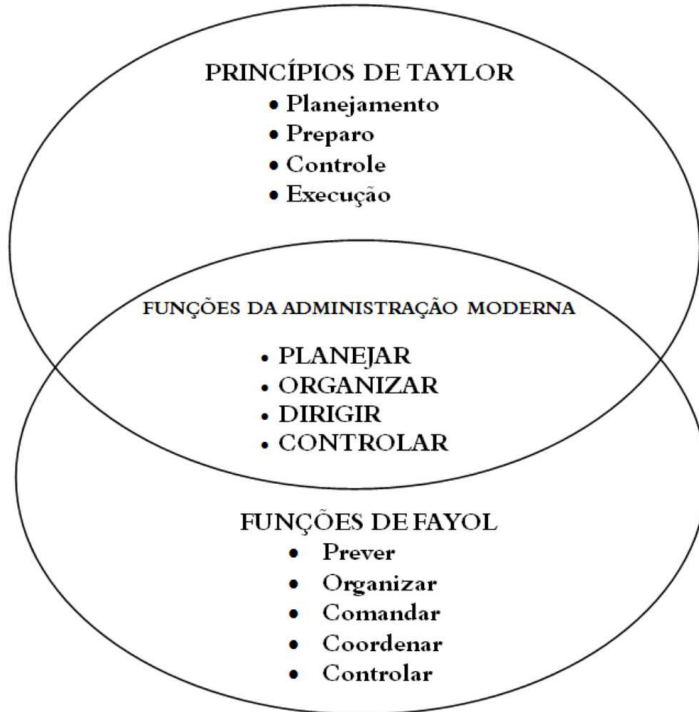 PRINCÍPIOS DE TAYLOR
• Planejamento
• Preparo
• Controle
• Execução
FUNÇÕES DA ADMINISTRAÇÃO MODERNA
• PLANEJAR
• ORGANIZAR
• DIRIGIR
• CONTROLAR
FUNÇÕES DE FAYOL
• Prever
• Organizar
• Comandar
• Coordenar
• Controlar